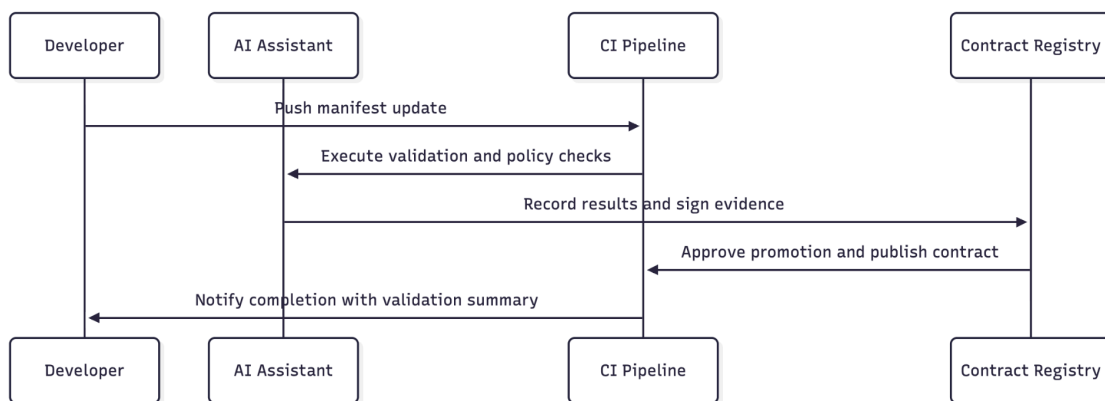 Developer
AI Assistant
CI Pipeline
Contract Registry
Push manifest update
Execute validation and policy checks
Record results and sign evidence
Approve promotion and publish contract
Notify completion with validation summary
Developer
AI Assistant
CI Pipeline
Contract Registry